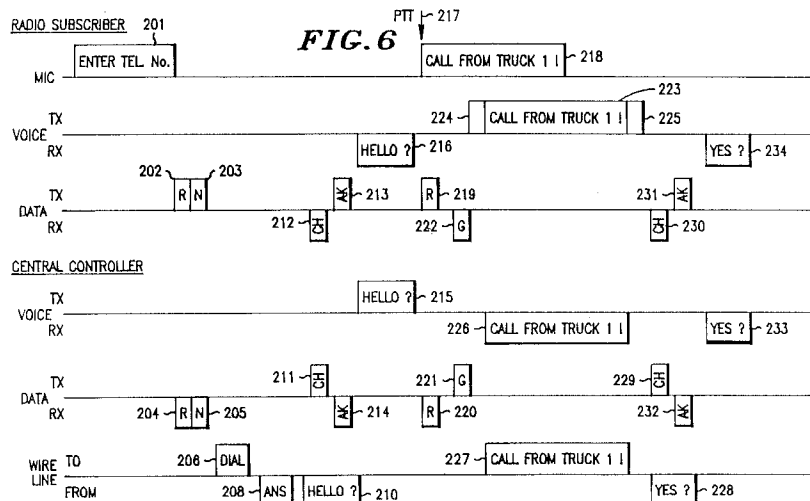 RADIO SUBSCRIBER 201 PTT 217
FIG. 6
MIC ENTER TEL. No. CALL FROM TRUCK 1 ! 218
223
TX 224 CALL FROM TRUCK 1 ! 225
VOICE
RX HELLO ? 216 YES ? 234
202 203
TX R N AK 213 R 219 231 AK
DATA
RX 212 CH 222 G CH 230
CENTRAL CONTROLLER
TX HELLO ? 215
VOICE
RX 226 CALL FROM TRUCK 1 ! YES ? 233
TX 211 CH 221 G 229 CH
DATA
RX 204 R N 205 AK 214 R 220 232 AK
WIRE LINE
TO 206 DIAL 227 CALL FROM TRUCK 1 !
FROM 208 ANS HELLO ? 210 YES ? 228